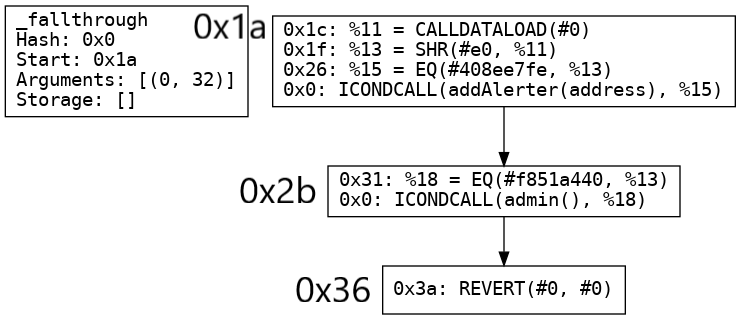 _fallthrough
Hash: 0x0
Start: 0x1a
Arguments: [(0, 32)]
Storage: []
0x1a
0x1c: %11 = CALLDATALOAD(#0)
0x1f: %13 = SHR(#e0, %11)
0x26: %15 = EQ(#408ee7fe, %13)
0x0: ICONDCALL(addAlerter(address), %15)
0x2b
0x31: %18 = EQ(#f851a440, %13)
0x0: ICONDCALL(admin(), %18)
0x36
0x3a: REVERT(#0, #0)